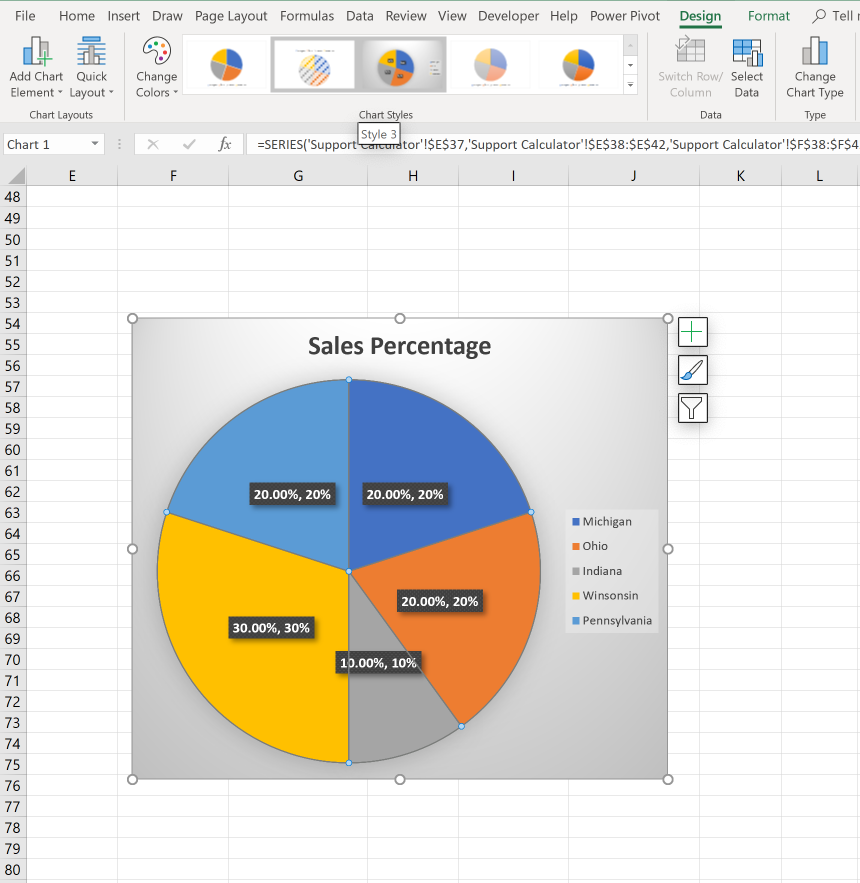 File Home Insert Draw Page Layout Formulas Data Review View Developer Help Power Pivot Design Format Tell
Add Chart Element
Quick Layout
Change Colors
Switch Row/ Column
Select Data
Change Chart Type
Chart Layouts Chart Styles Data Type
Style 3
Chart 1 fx =SERIES('Support Calculator'!$E$37,'Support Calculator'!$E$38:$E$42,'Support Calculator'!$F$38:$F$4
E F G H I J K L
48
49
50
51
52
53
54
55
56
57
58
59
60
61
62
63
64
65
66
67
68
69
70
71
72
73
74
75
76
77
78
79
80
Sales Percentage
20.00%, 20% 20.00%, 20%
20.00%, 20%
30.00%, 30%
10.00%, 10%
Michigan
Ohio
Indiana
Winsonsin
Pennsylvania